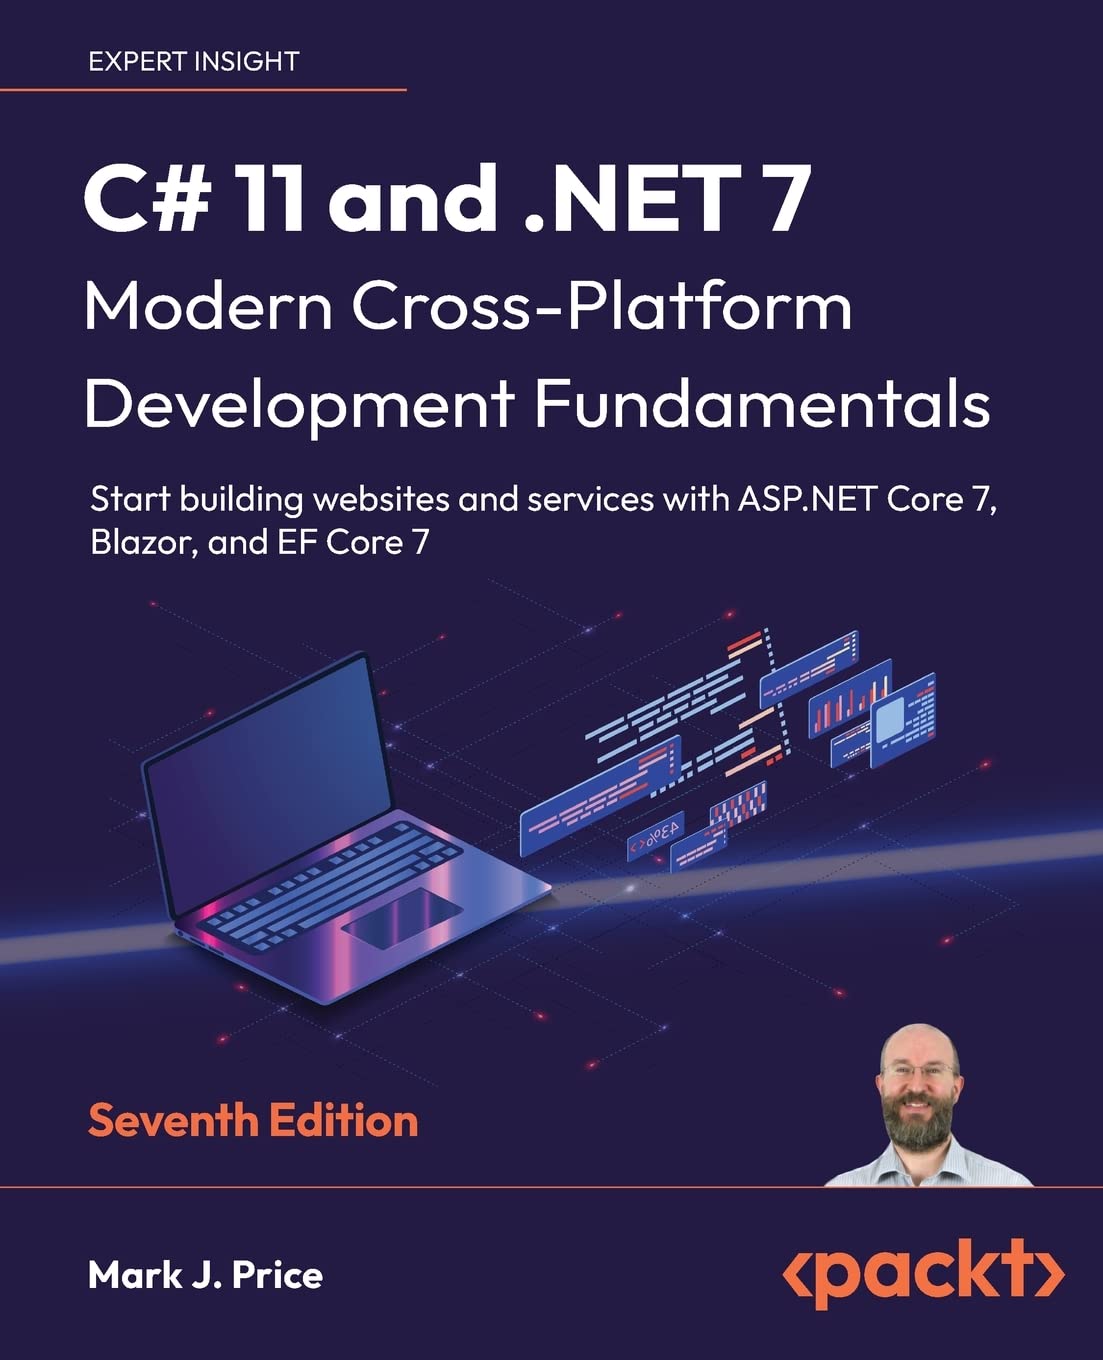 EXPERT INSIGHT
C# 11 and .NET 7
Modern Cross-Platform
Development Fundamentals
Start building websites and services with ASP.NET Core 7,
Blazor, and EF Core 7
43%
<>
Seventh Edition
Mark J. Price
<packt>